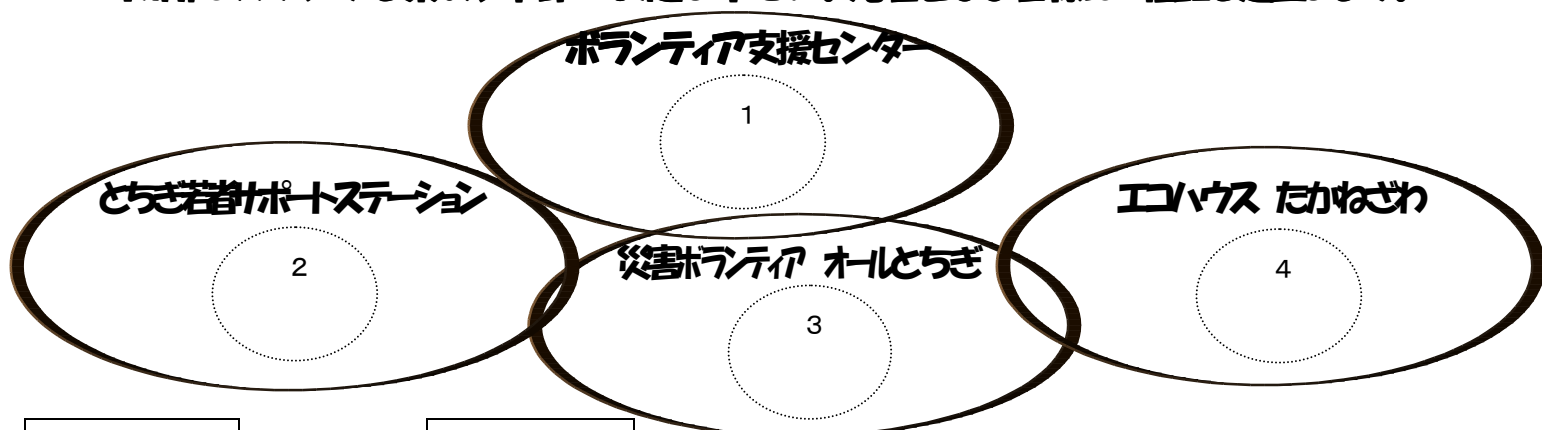 ボランティア支援センター
1
とちぎ若者サポートステーション
2
災害ボランティア オールとちぎ
3
エコハウス たかねざわ
4